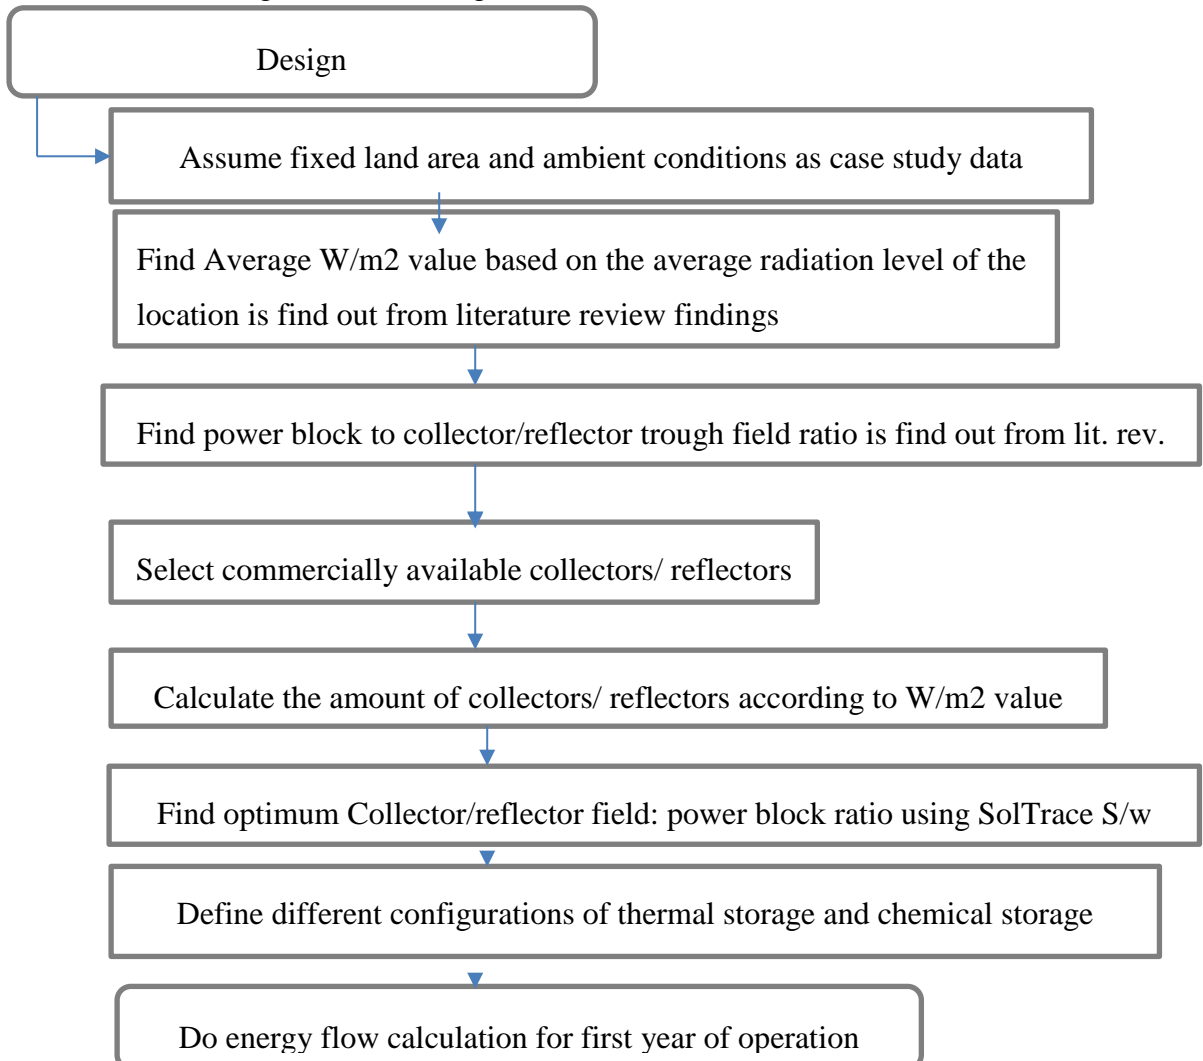 Design
Assume fixed land area and ambient conditions as case study data
Find Average W/m2 value based on the average radiation level of the
location is find out from literature review findings
Find power block to collector/reflector trough field ratio is find out from lit. rev.
Select commercially available collectors/ reflectors
Calculate the amount of collectors/ reflectors according to W/m2 value
Find optimum Collector/reflector field: power block ratio using SolTrace S/w
Define different configurations of thermal storage and chemical storage
Do energy flow calculation for first year of operation